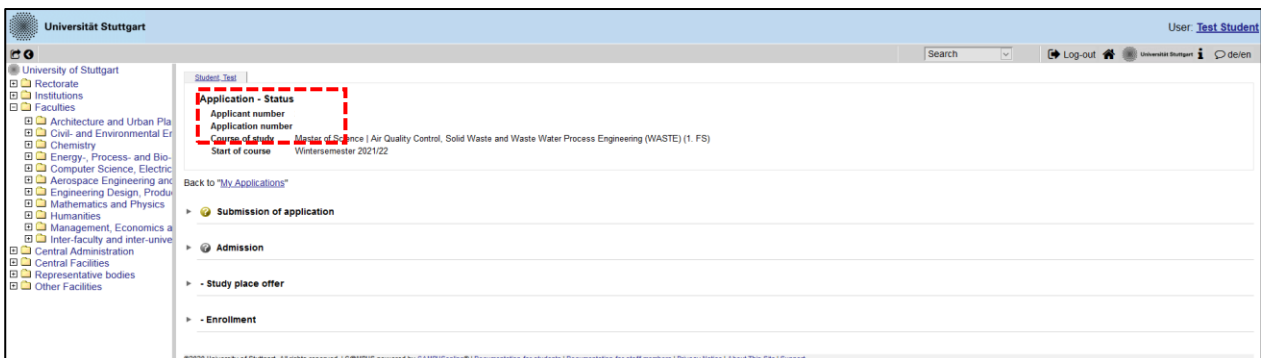 Universität Stuttgart
User: Test Student
Search
Log-out
Universität Stuttgart
de/en
University of Stuttgart
Rectorate
Institutions
Faculties
Architecture and Urban Pla
Civil- and Environmental Er
Chemistry
Energy-, Process- and Bio-
Computer Science, Electric
Aerospace Engineering and
Engineering Design, Produ
Mathematics and Physics
Humanities
Management, Economics a
Inter-faculty and inter-unive
Central Administration
Central Facilities
Representative bodies
Other Facilities
Student, Test
Application - Status
Applicant number
Application number
Course of study Master of Science | Air Quality Control, Solid Waste and Waste Water Process Engineering (WASTE) (1. FS)
Start of course Wintersemester 2021/22
Back to "My Applications"
Submission of application
Admission
- Study place offer
- Enrollment